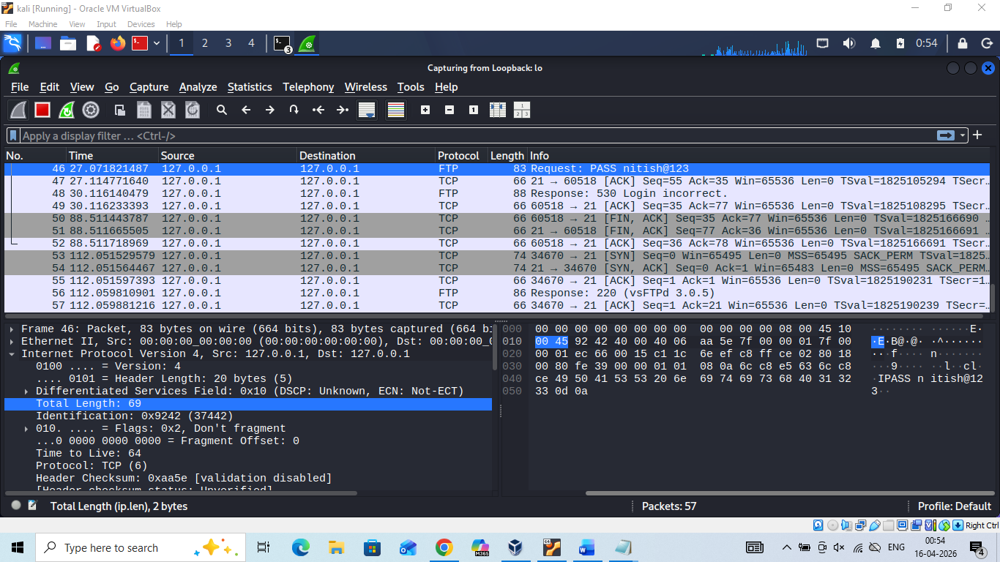 kali [Running] - Oracle VM VirtualBox
File Machine View Input Devices Help
1 2 3 4 3 0:54
Capturing from Loopback: lo
File Edit View Go Capture Analyze Statistics Telephony Wireless Tools Help
Apply a display filter ... <Ctrl-/>
No. Time Source Destination Protocol Length Info
46 27.071821487 127.0.0.1 127.0.0.1 FTP 83 Request: PASS nitish@123
47 27.114771640 127.0.0.1 127.0.0.1 TCP 66 21 → 60518 [ACK] Seq=55 Ack=35 Win=65536 Len=0 TSval=1825105294 TSecr…
48 30.116140479 127.0.0.1 127.0.0.1 FTP 88 Response: 530 Login incorrect.
49 30.116233393 127.0.0.1 127.0.0.1 TCP 66 60518 → 21 [ACK] Seq=35 Ack=77 Win=65536 Len=0 TSval=1825108295 TSecr…
50 88.511443787 127.0.0.1 127.0.0.1 TCP 66 60518 → 21 [FIN, ACK] Seq=35 Ack=77 Win=65536 Len=0 TSval=1825166690 …
51 88.511665505 127.0.0.1 127.0.0.1 TCP 66 21 → 60518 [FIN, ACK] Seq=77 Ack=36 Win=65536 Len=0 TSval=1825166691 …
52 88.511718969 127.0.0.1 127.0.0.1 TCP 66 60518 → 21 [ACK] Seq=36 Ack=78 Win=65536 Len=0 TSval=1825166691 TSecr…
53 112.051529579 127.0.0.1 127.0.0.1 TCP 74 34670 → 21 [SYN] Seq=0 Win=65495 Len=0 MSS=65495 SACK_PERM TSval=1825…
54 112.051564467 127.0.0.1 127.0.0.1 TCP 74 21 → 34670 [SYN, ACK] Seq=0 Ack=1 Win=65483 Len=0 MSS=65495 SACK_PERM…
55 112.051597393 127.0.0.1 127.0.0.1 TCP 66 34670 → 21 [ACK] Seq=1 Ack=1 Win=65536 Len=0 TSval=1825190231 TSecr=1…
56 112.059810901 127.0.0.1 127.0.0.1 FTP 86 Response: 220 (vsFTPd 3.0.5)
57 112.059881216 127.0.0.1 127.0.0.1 TCP 66 34670 → 21 [ACK] Seq=1 Ack=21 Win=65536 Len=0 TSval=1825190239 TSecr=…
Frame 46: Packet, 83 bytes on wire (664 bits), 83 bytes captured (664 bi
Ethernet II, Src: 00:00:00_00:00:00 (00:00:00:00:00:00), Dst: 00:00:00_0
Internet Protocol Version 4, Src: 127.0.0.1, Dst: 127.0.0.1
0100 .... = Version: 4
.... 0101 = Header Length: 20 bytes (5)
Differentiated Services Field: 0x10 (DSCP: Unknown, ECN: Not-ECT)
Total Length: 69
Identification: 0x9242 (37442)
010. .... = Flags: 0x2, Don't fragment
...0 0000 0000 0000 = Fragment Offset: 0
Time to Live: 64
Protocol: TCP (6)
Header Checksum: 0xaa5e [validation disabled]
[Header checksum status: Unverified]
000 00 00 00 00 00 00 00 00 00 00 00 00 08 00 45 10 ········ ······E·
010 00 45 92 42 40 00 40 06 aa 5e 7f 00 00 01 7f 00 ·E·B@·@· ·^······
020 00 01 ec 66 00 15 c1 1c 6e ef c8 ff ce 02 80 18 ···f···· n·······
030 00 80 fe 39 00 00 01 01 08 0a 6c c8 e5 63 6c c8 ···9···· ··l··cl·
040 ce 49 50 41 53 53 20 6e 69 74 69 73 68 40 31 32 ·IPASS n itish@12
050 33 0d 0a 3··
Total Length (ip.len), 2 bytes Packets: 57 Profile: Default
Right Ctrl
Type here to search
M365 64 ENG 00:54
16-04-2026 4